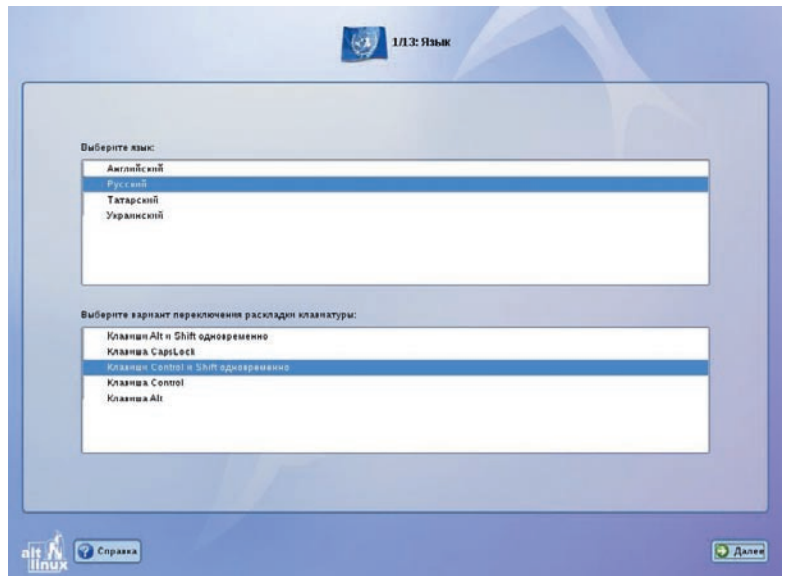 1/13: Язык
Выберите язык:
Английский
Русский
Татарский
Украинский
Выберите вариант переключения раскладки клавиатуры:
Клавиши Alt и Shift одновременно
Клавиша CapsLock
Клавиши Control и Shift одновременно
Клавиша Control
Клавиша Alt
alt linux
Справка
Далее